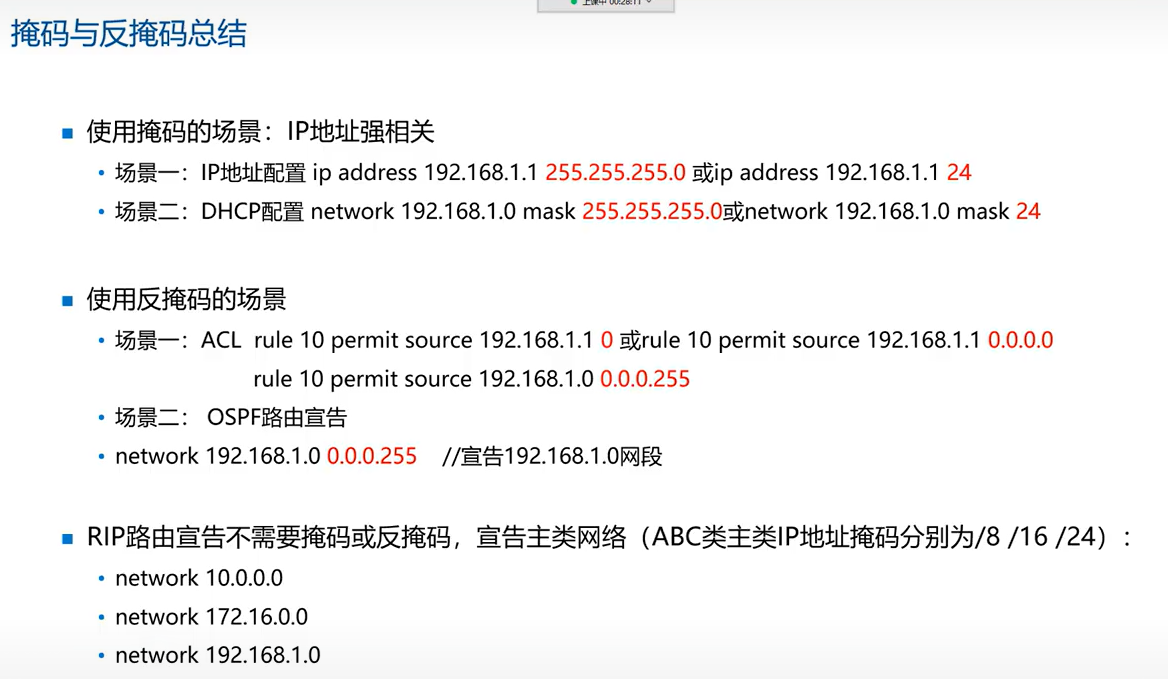 上课中 00:28:11
掩码与反掩码总结
使用掩码的场景：IP地址强相关
场景一：IP地址配置 ip address 192.168.1.1 255.255.255.0 或ip address 192.168.1.1 24
场景二：DHCP配置 network 192.168.1.0 mask 255.255.255.0或network 192.168.1.0 mask 24
使用反掩码的场景
场景一：ACL rule 10 permit source 192.168.1.1 0 或rule 10 permit source 192.168.1.1 0.0.0.0
rule 10 permit source 192.168.1.0 0.0.0.255
场景二： OSPF路由宣告
network 192.168.1.0 0.0.0.255 //宣告192.168.1.0网段
RIP路由宣告不需要掩码或反掩码，宣告主类网络（ABC类主类IP地址掩码分别为/8 /16 /24）：
network 10.0.0.0
network 172.16.0.0
network 192.168.1.0